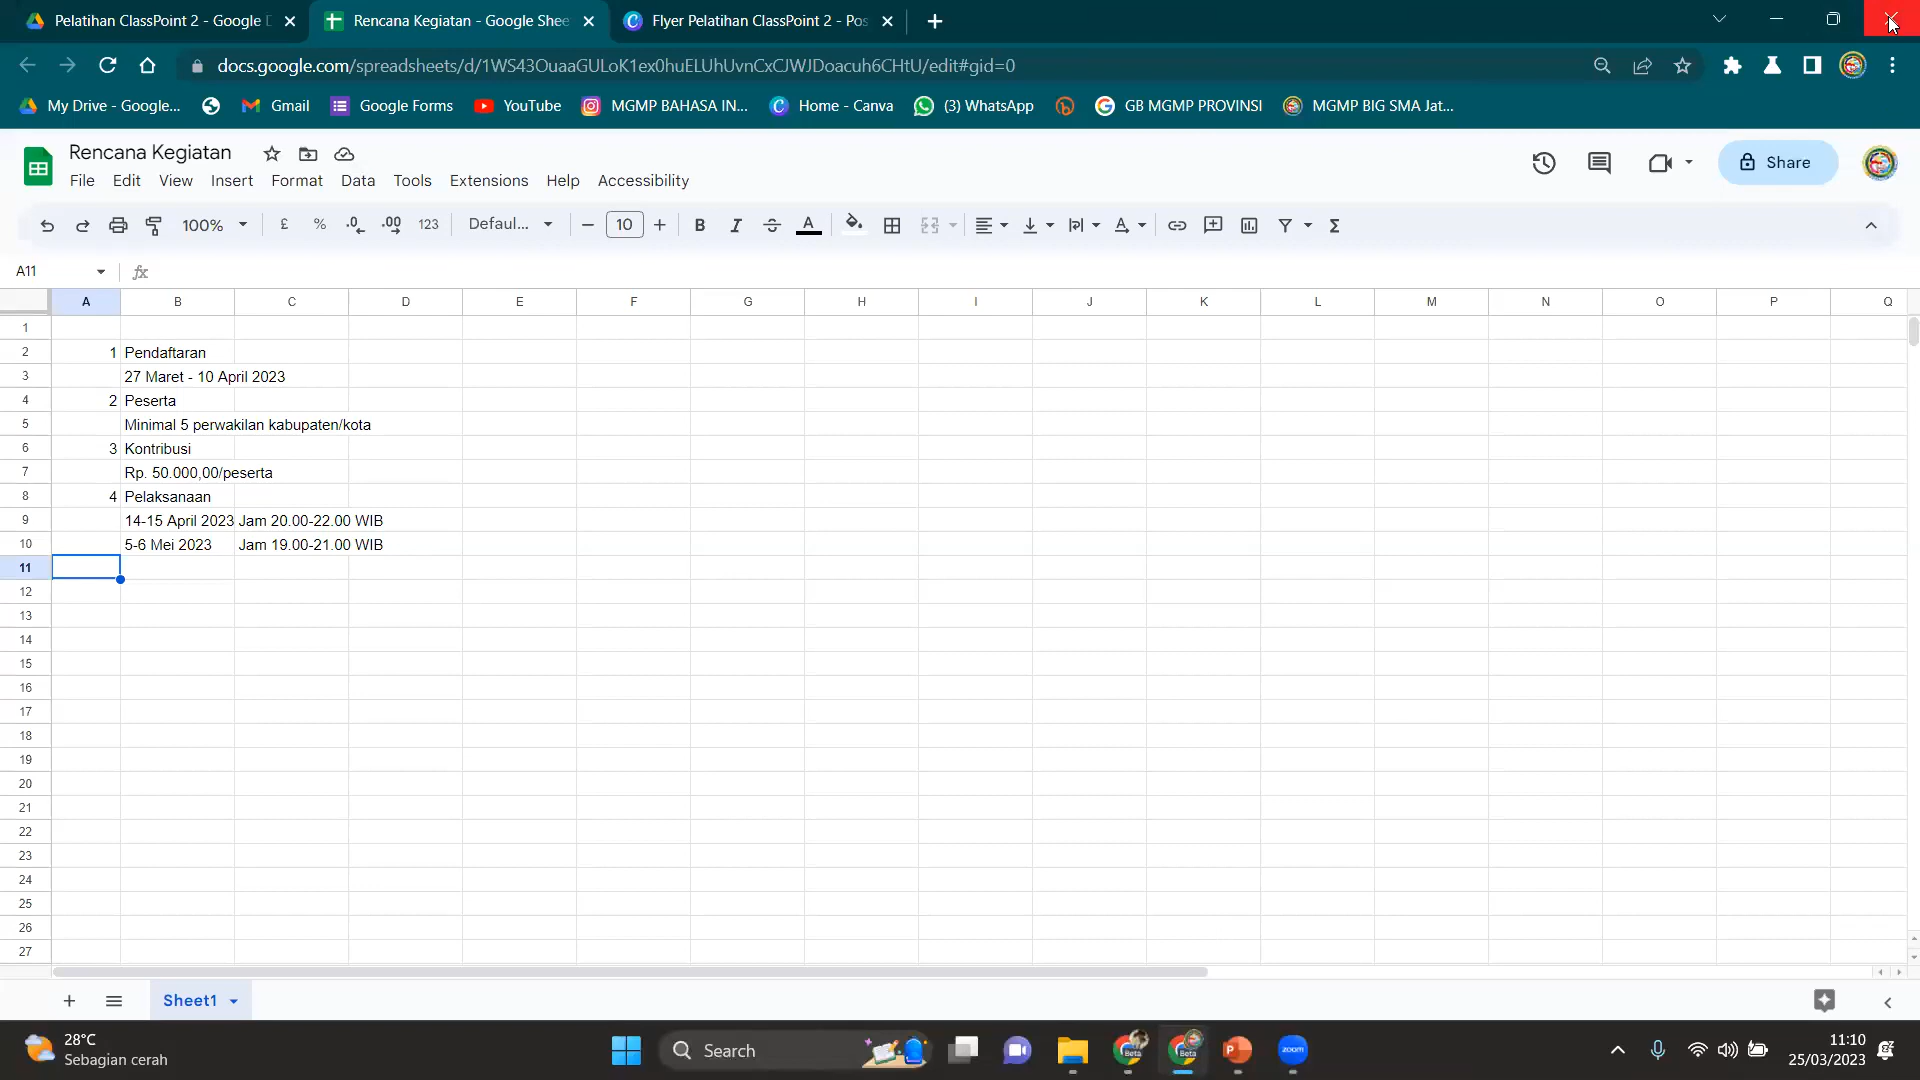 Pelatihan ClassPoint 2 - Google D
Rencana Kegiatan - Google Shee
Flyer Pelatihan ClassPoint 2 - Pos
docs.google.com/spreadsheets/d/1WS43OuaaGULoK1ex0huELUhUvnCxCJWJDoacuh6CHtU/edit#gid=0
My Drive - Google...
Gmail
Google Forms
YouTube
MGMP BAHASA IN...
Home - Canva
(3) WhatsApp
GB MGMP PROVINSI
MGMP BIG SMA Jat...
Rencana Kegiatan
Share
File Edit View Insert Format Data Tools Extensions Help Accessibility
100% £ % .0 .00 123 Defaul... 10 B I A Σ
A11 fx
A B C D E F G H I J K L M N O P Q
1
2 1 Pendaftaran
3 27 Maret - 10 April 2023
4 2 Peserta
5 Minimal 5 perwakilan kabupaten/kota
6 3 Kontribusi
7 Rp. 50.000,00/peserta
8 4 Pelaksanaan
9 14-15 April 2023 Jam 20.00-22.00 WIB
10 5-6 Mei 2023 Jam 19.00-21.00 WIB
11
12
13
14
15
16
17
18
19
20
21
22
23
24
25
26
27
Sheet1
28°C
Sebagian cerah
Search
Beta
Beta
zoom
11:10
25/03/2023